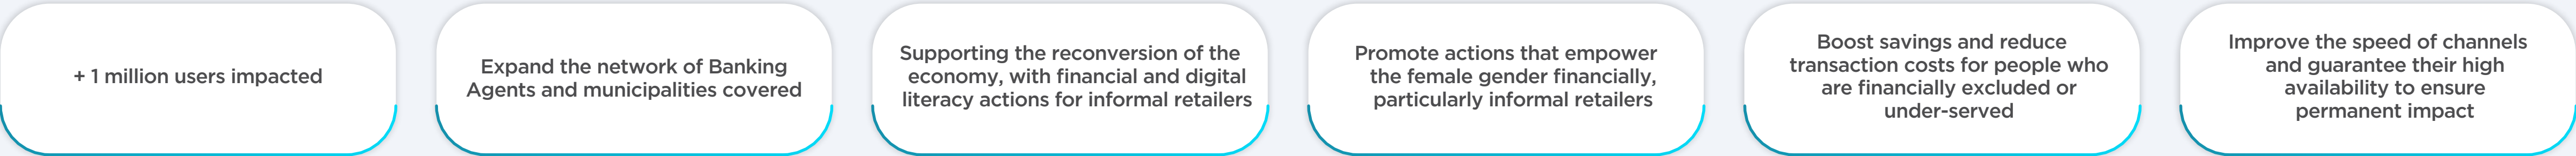 + 1 million users impacted
Expand the network of Banking
Agents and municipalities covered
Supporting the reconversion of the
economy, with financial and digital
literacy actions for informal retailers
Promote actions that empower
the female gender financially,
particularly informal retailers
Boost savings and reduce
transaction costs for people who
are financially excluded or
under-served
Improve the speed of channels
and guarantee their high
availability to ensure
permanent impact